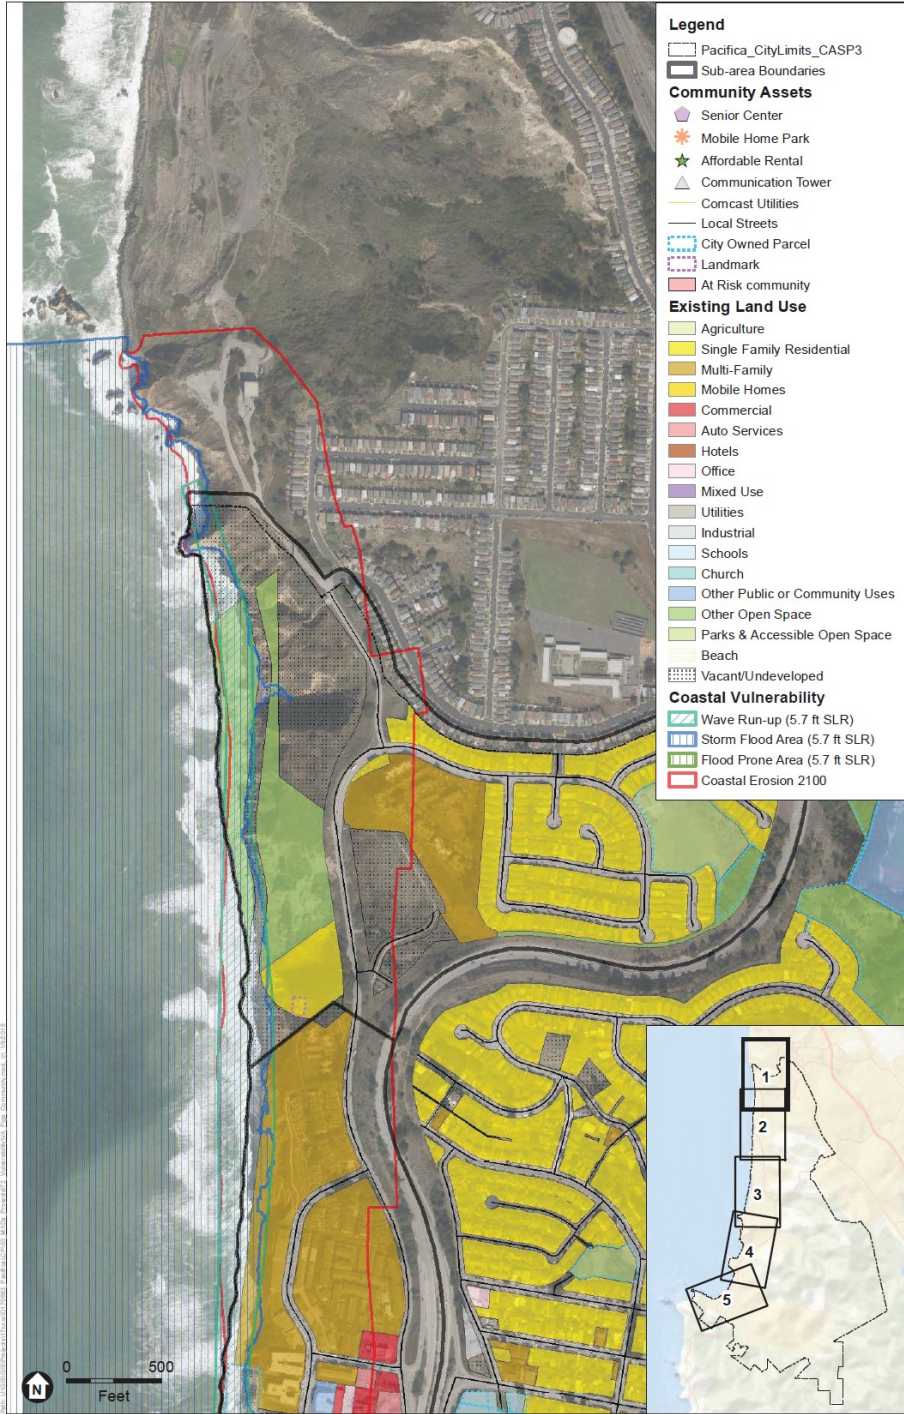 Legend
Pacifica_CityLimits_CASP3
Sub-area Boundaries
Community Assets
Senior Center
Mobile Home Park
Affordable Rental
Communication Tower
Comcast Utilities
Local Streets
City Owned Parcel
Landmark
At Risk community
Existing Land Use
Agriculture
Single Family Residential
Multi-Family
Mobile Homes
Commercial
Auto Services
Hotels
Office
Mixed Use
Utilities
Industrial
Schools
Church
Other Public or Community Uses
Other Open Space
Parks & Accessible Open Space
Beach
Vacant/Undeveloped
Coastal Vulnerability
Wave Run-up (5.7 ft SLR)
Storm Flood Area (5.7 ft SLR)
Flood Prone Area (5.7 ft SLR)
Coastal Erosion 2100
1
2
3
4
5
N
0 500
Feet